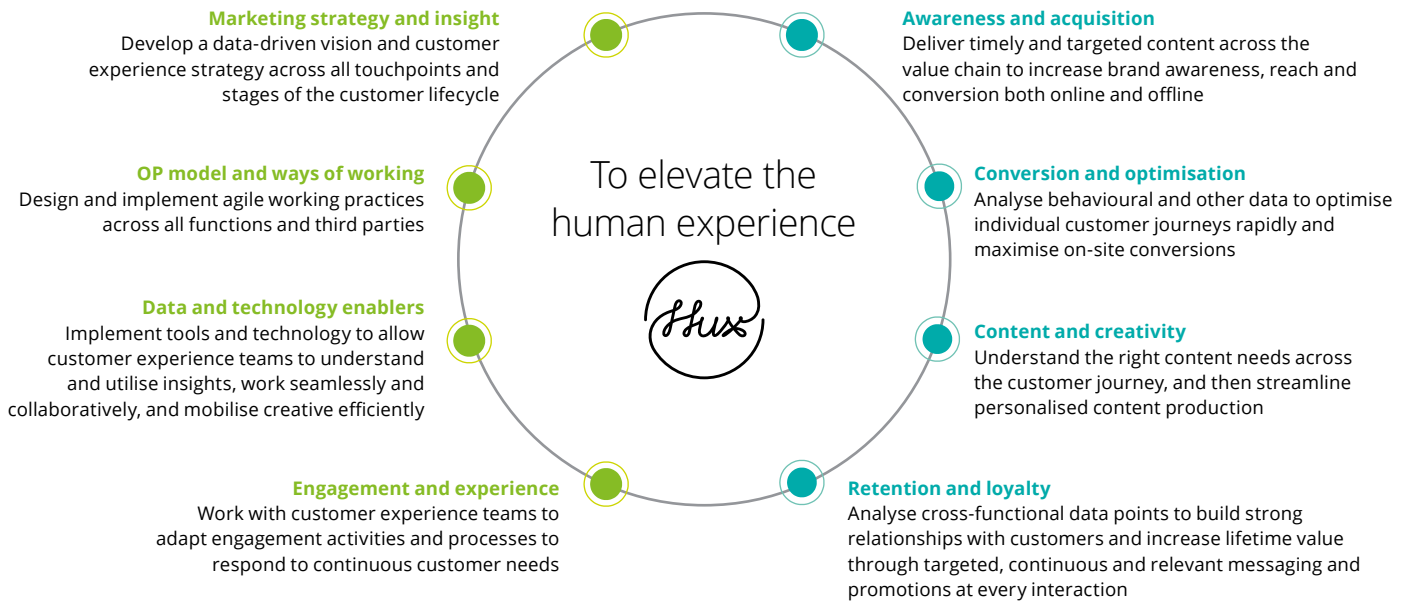 Marketing strategy and insight
Develop a data-driven vision and customer
experience strategy across all touchpoints and
stages of the customer lifecycle
OP model and ways of working
Design and implement agile working practices
across all functions and third parties
Data and technology enablers
Implement tools and technology to allow
customer experience teams to understand
and utilise insights, work seamlessly and
collaboratively, and mobilise creative efficiently
Engagement and experience
Work with customer experience teams to
adapt engagement activities and processes to
respond to continuous customer needs
To elevate the
human experience
Hux
Awareness and acquisition
Deliver timely and targeted content across the
value chain to increase brand awareness, reach and
conversion both online and offline
Conversion and optimisation
Analyse behavioural and other data to optimise
individual customer journeys rapidly and
maximise on-site conversions
Content and creativity
Understand the right content needs across
the customer journey, and then streamline
personalised content production
Retention and loyalty
Analyse cross-functional data points to build strong
relationships with customers and increase lifetime value
through targeted, continuous and relevant messaging and
promotions at every interaction